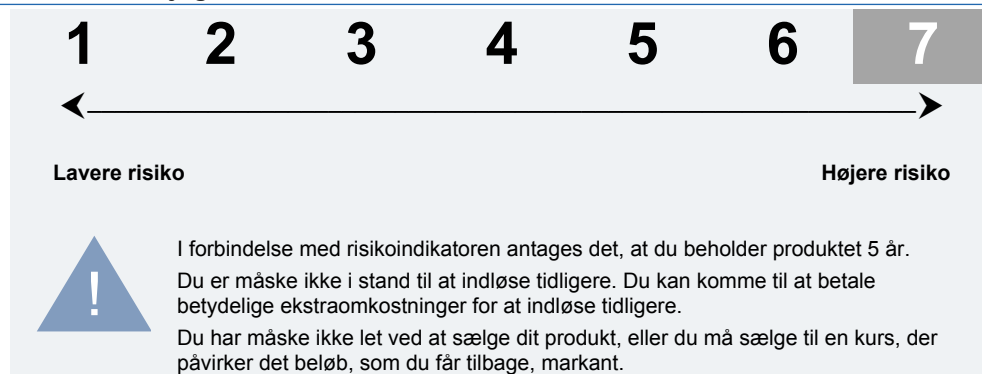 1 2 3 4 5 6 7
Lavere risiko Højere risiko
!
I forbindelse med risikoindikatoren antages det, at du beholder produktet 5 år.
Du er måske ikke i stand til at indløse tidligere. Du kan komme til at betale
betydelige ekstraomkostninger for at indløse tidligere.
Du har måske ikke let ved at sælge dit produkt, eller du må sælge til en kurs, der
påvirker det beløb, som du får tilbage, markant.